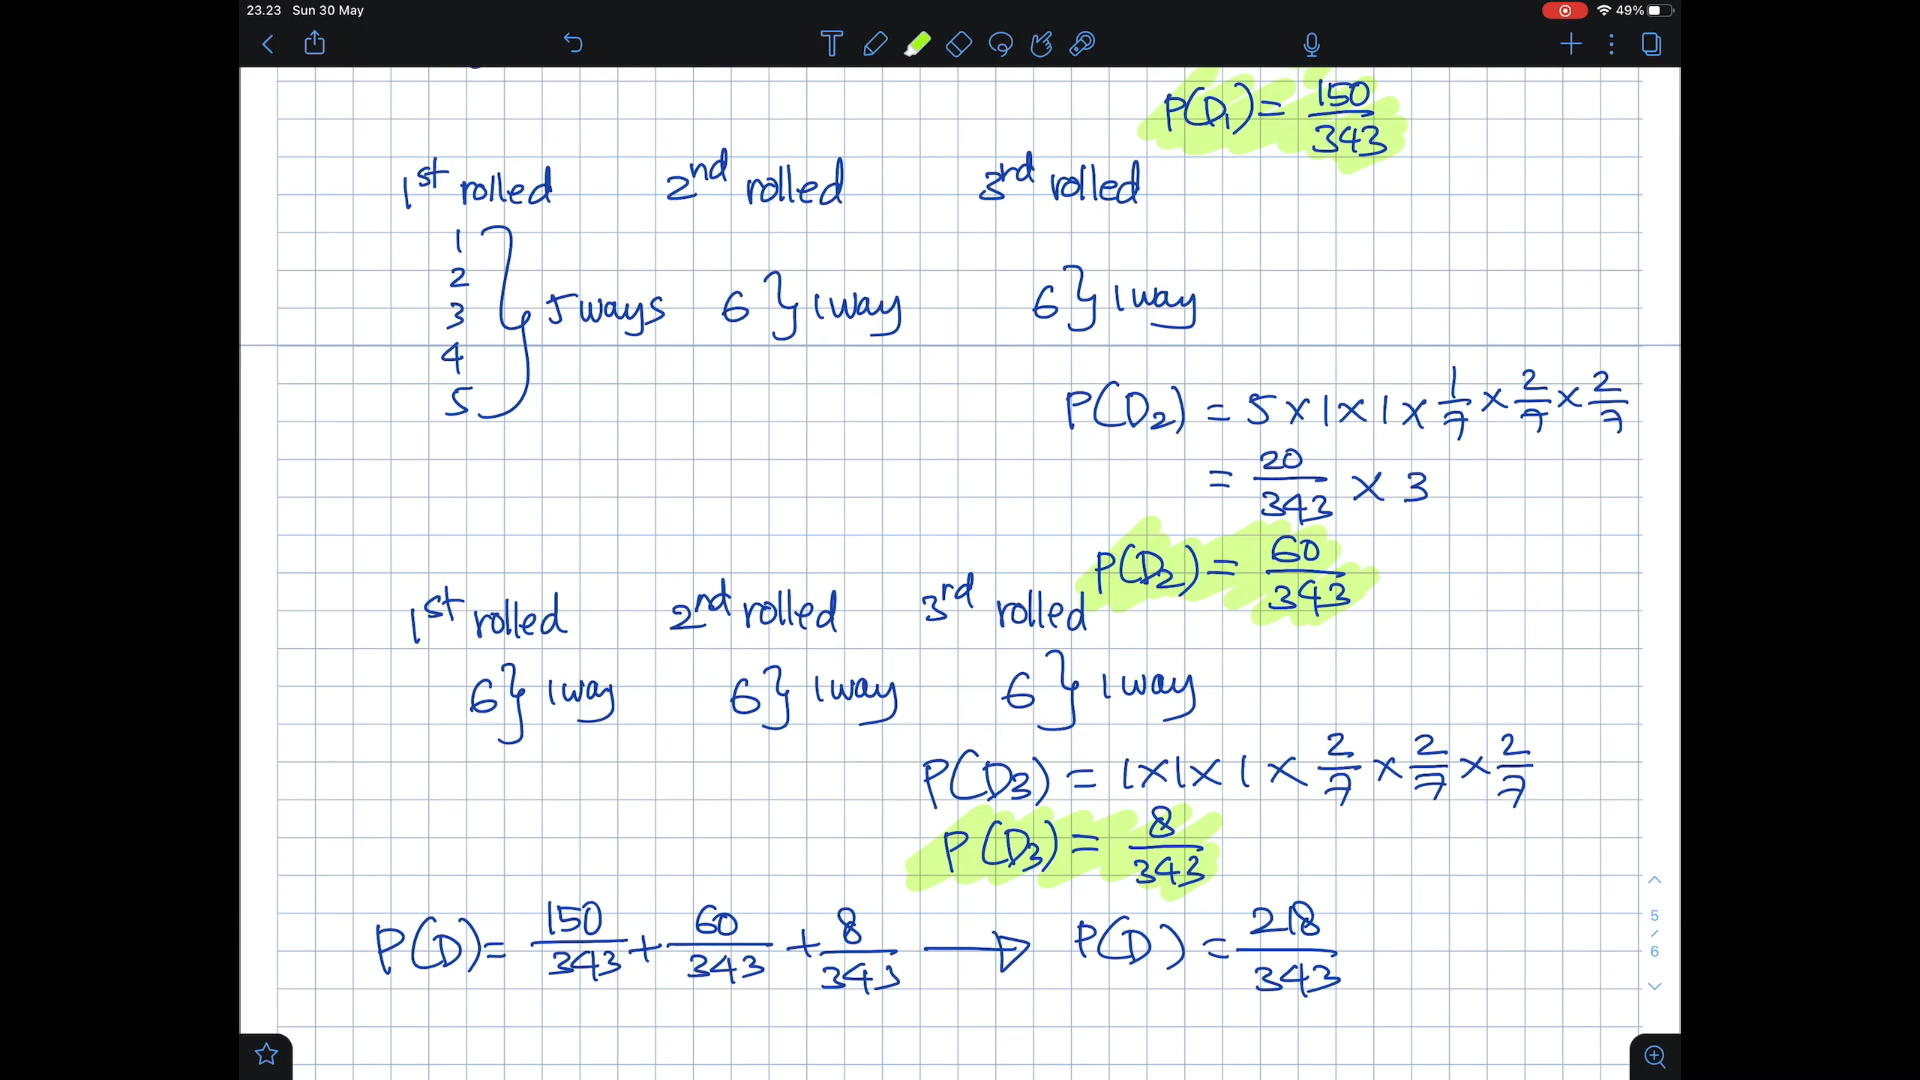 23.23 Sun 30 May
49%
P(D₁) = 150/343
1st rolled 2nd rolled 3rd rolled
1
2
3
4
5
} 5 ways 6 } 1 way 6 } 1 way
P(D₂) = 5 × 1 × 1 × 1/7 × 2/7 × 2/7
= 20/343 × 3
P(D₂) = 60/343
1st rolled 2nd rolled 3rd rolled
6 } 1 way 6 } 1 way 6 } 1 way
P(D₃) = 1 × 1 × 1 × 2/7 × 2/7 × 2/7
P(D₃) = 8/343
P(D) = 150/343 + 60/343 + 8/343 → P(D) = 218/343
5
6